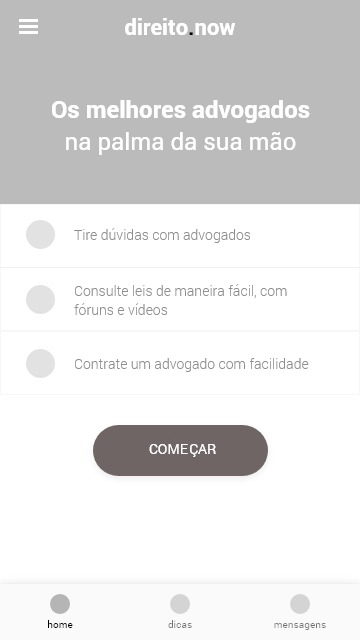 direito.now
Os melhores advogados
na palma da sua mão
Tire dúvidas com advogados
Consulte leis de maneira fácil, com
fóruns e vídeos
Contrate um advogado com facilidade
COMEÇAR
home
dicas
mensagens